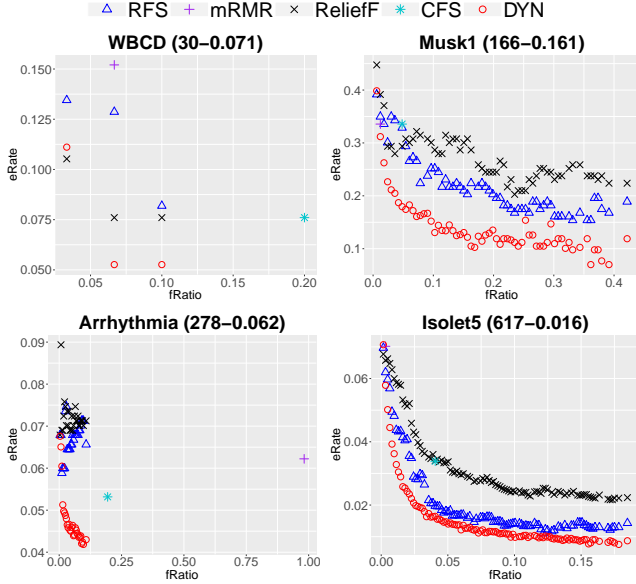 RFS mRMR ReliefF CFS DYN
WBCD (30−0.071)
eRate
0.150
0.125
0.100
0.075
0.050
0.05 0.10 0.15 0.20
fRatio
Musk1 (166−0.161)
eRate
0.4
0.3
0.2
0.1
0.0 0.1 0.2 0.3 0.4
fRatio
Arrhythmia (278−0.062)
eRate
0.09
0.08
0.07
0.06
0.05
0.04
0.00 0.25 0.50 0.75 1.00
fRatio
Isolet5 (617−0.016)
eRate
0.06
0.04
0.02
0.00 0.05 0.10 0.15
fRatio